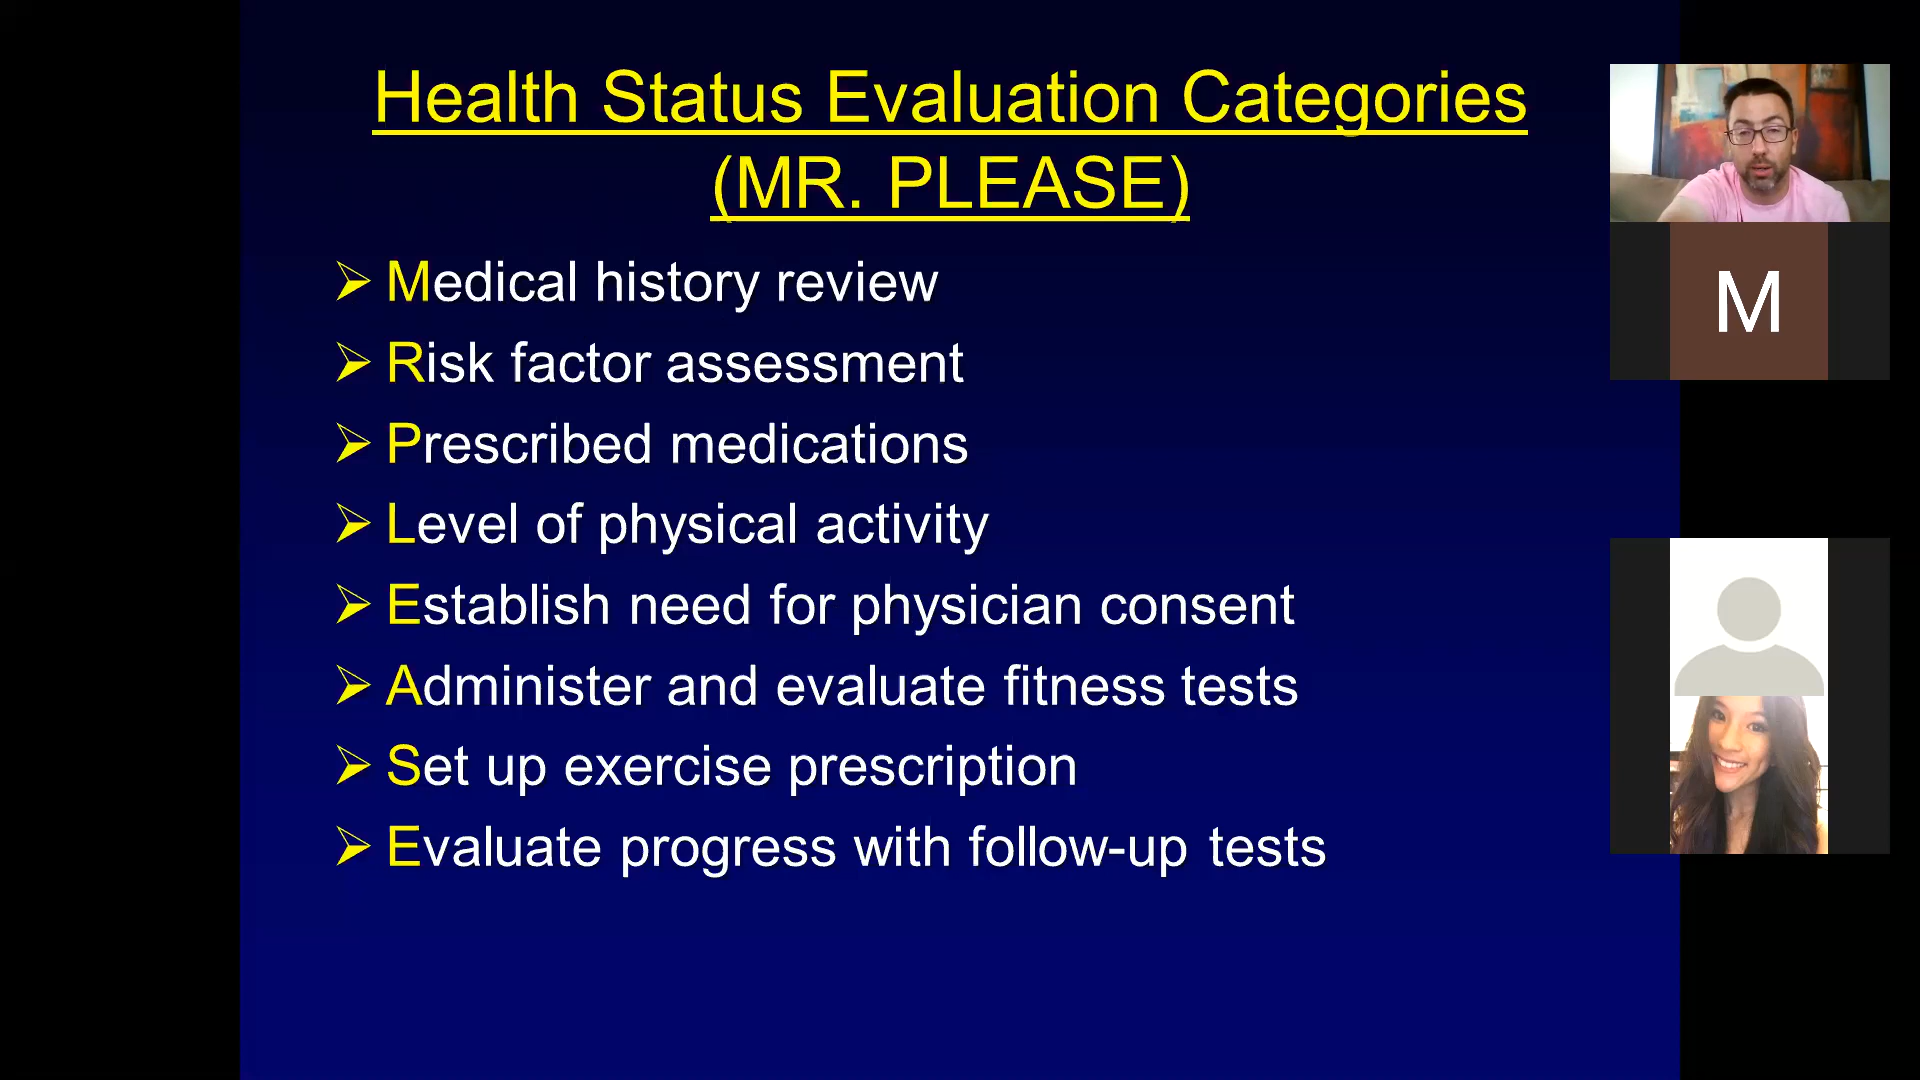 Health Status Evaluation Categories
(MR. PLEASE)
Medical history review
Risk factor assessment
Prescribed medications
Level of physical activity
Establish need for physician consent
Administer and evaluate fitness tests
Set up exercise prescription
Evaluate progress with follow-up tests
M